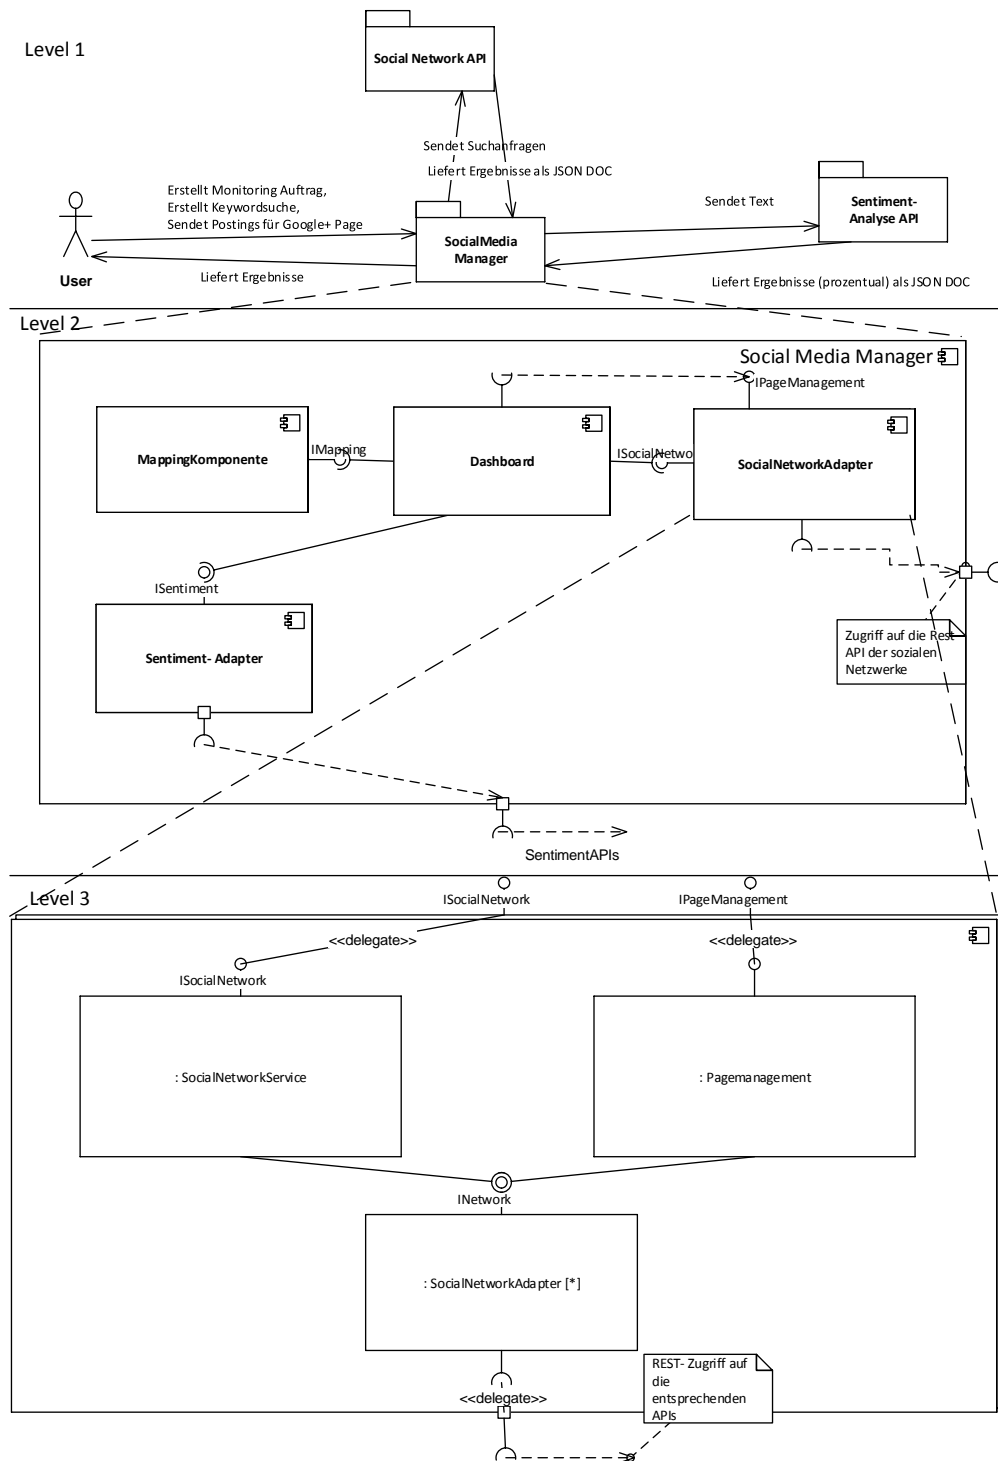 Level 1
Social Network API
Sendet Suchanfragen
Liefert Ergebnisse als JSON DOC
Erstellt Monitoring Auftrag,
Erstellt Keywordsuche,
Sendet Postings für Google+ Page
Sendet Text
Sentiment-
Analyse API
SocialMedia
Manager
User
Liefert Ergebnisse
Liefert Ergebnisse (prozentual) als JSON DOC
Level 2
Social Media Manager
IPageManagement
MappingKomponente
IMapping
Dashboard
ISocialNetwo
SocialNetworkAdapter
ISentiment
Sentiment- Adapter
Zugriff auf die Rest
API der sozialen
Netzwerke
SentimentAPIs
Level 3
ISocialNetwork
IPageManagement
<<delegate>>
<<delegate>>
ISocialNetwork
: SocialNetworkService
: Pagemanagement
INetwork
: SocialNetworkAdapter [*]
REST- Zugriff auf
die
entsprechenden
APIs
<<delegate>>